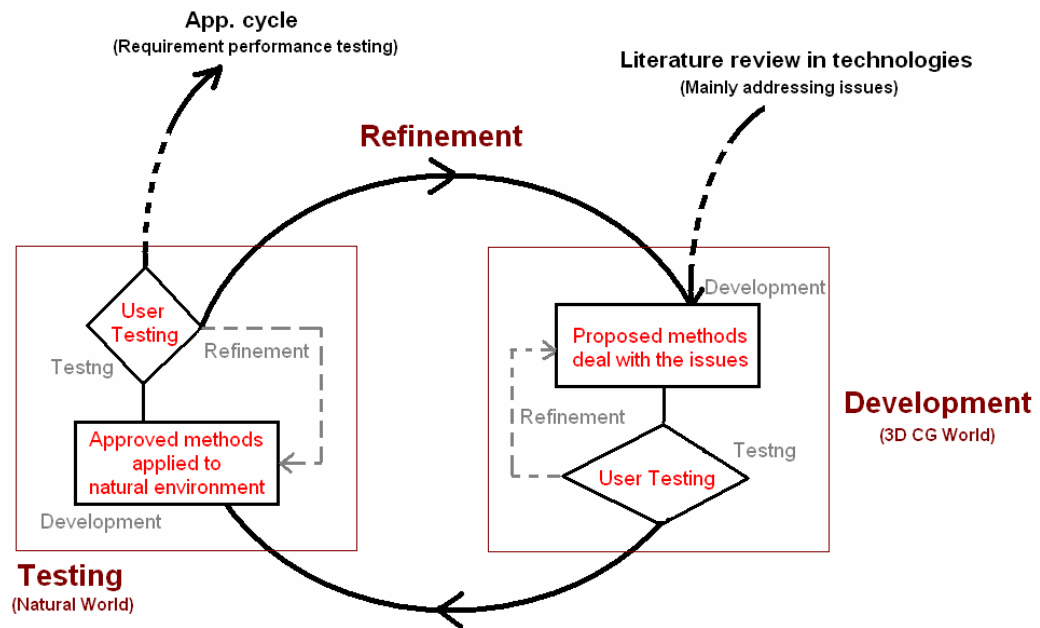 App. cycle
(Requirement performance testing)
Literature review in technologies
(Mainly addressing issues)
Refinement
User
Testing
Refinement
Testng
Approved methods
applied to
natural environment
Development
Testing
(Natural World)
Development
Proposed methods
deal with the issues
Refinement
Testng
User Testing
Development
(3D CG World)